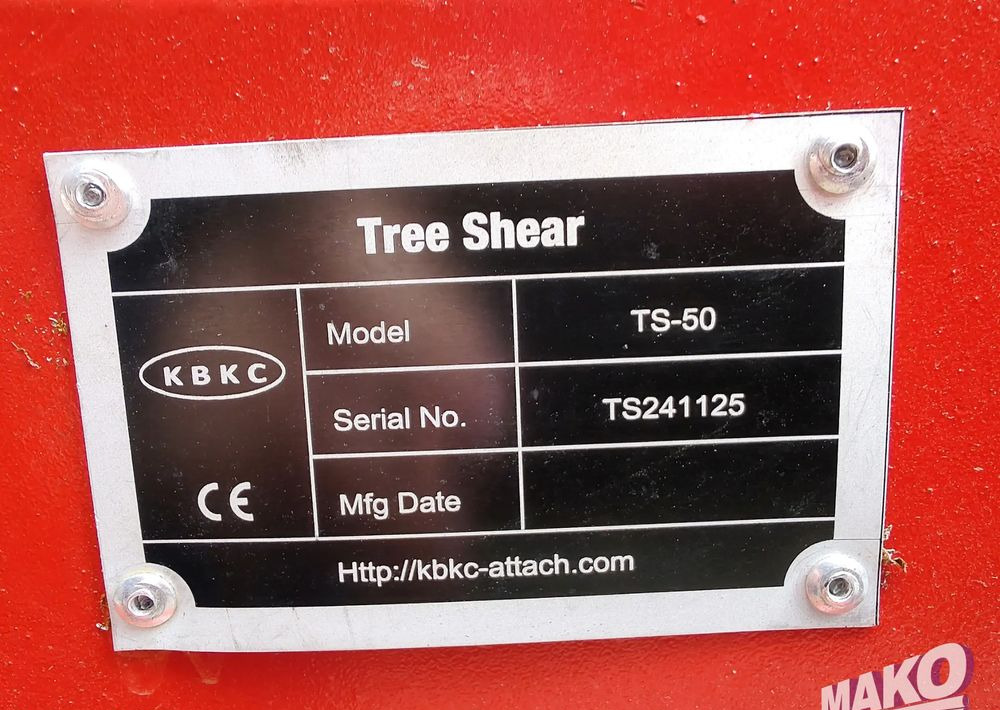 Tree Shear
KBKC
CE
Model TS-50
Serial No. TS241125
Mfg Date
Http://kbkc-attach.com
MAKO